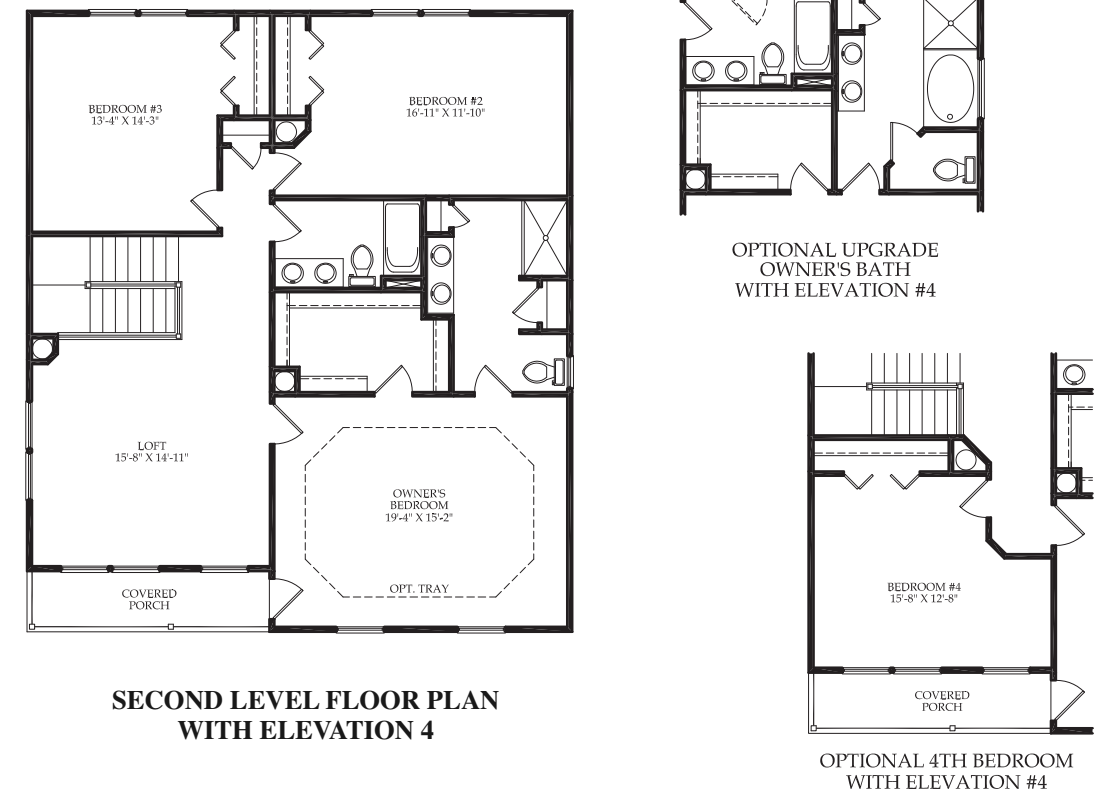 BEDROOM #3
13'-4" X 14'-3"
BEDROOM #2
16'-11" X 11'-10"
LOFT
15'-8" X 14'-11"
OWNER'S
BEDROOM
19'-4" X 15'-2"
OPT. TRAY
COVERED
PORCH
SECOND LEVEL FLOOR PLAN
WITH ELEVATION 4
OPTIONAL UPGRADE
OWNER'S BATH
WITH ELEVATION #4
BEDROOM #4
15'-8" X 12'-8"
COVERED
PORCH
OPTIONAL 4TH BEDROOM
WITH ELEVATION #4